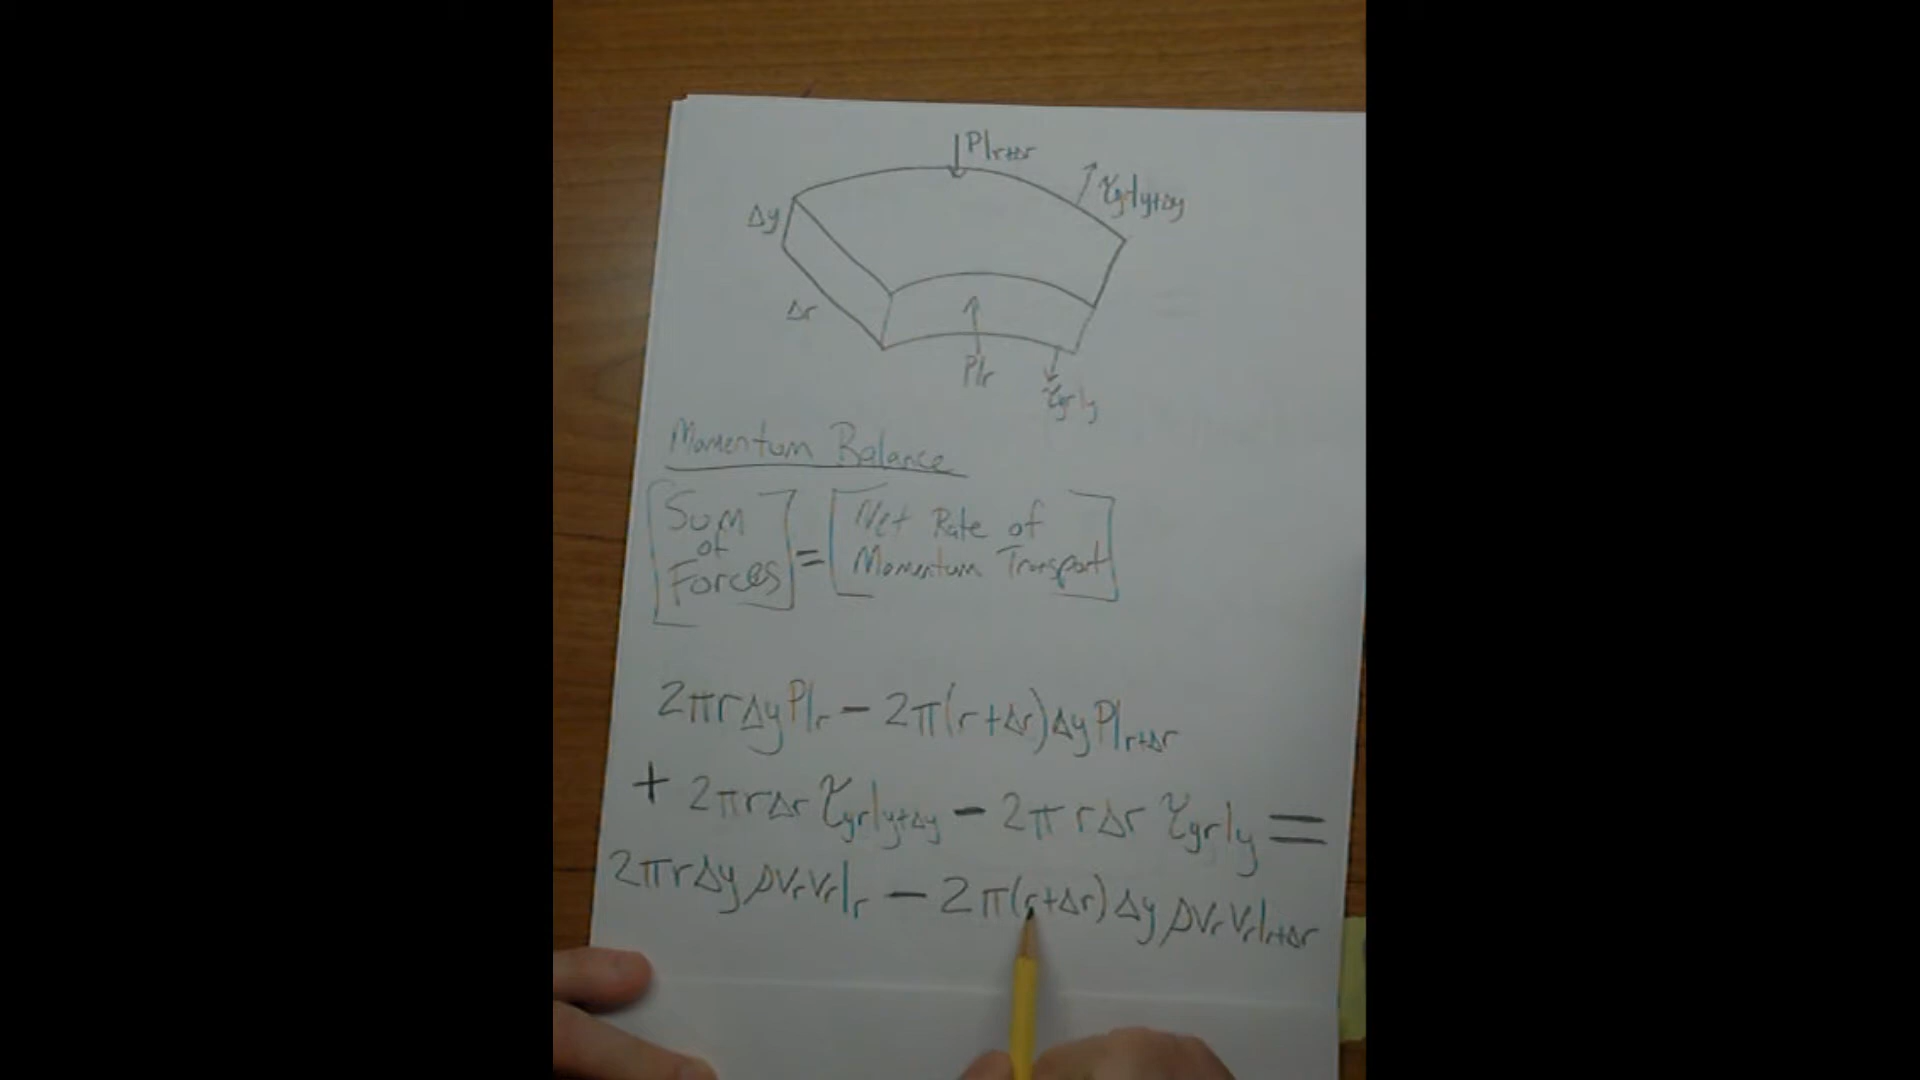 P|r+Δr
τyr|y+Δy
Δy
Δr
P|r
τyr|y
Momentum Balance
[Sum of Forces] = [Net Rate of Momentum Transport]
2πrΔyP|r − 2π(r+Δr)ΔyP|r+Δr
+ 2πrΔr τyr|y+Δy − 2πrΔr τyr|y =
2πrΔy ρVrVr|r − 2π(r+Δr)Δy ρVrVr|r+Δr